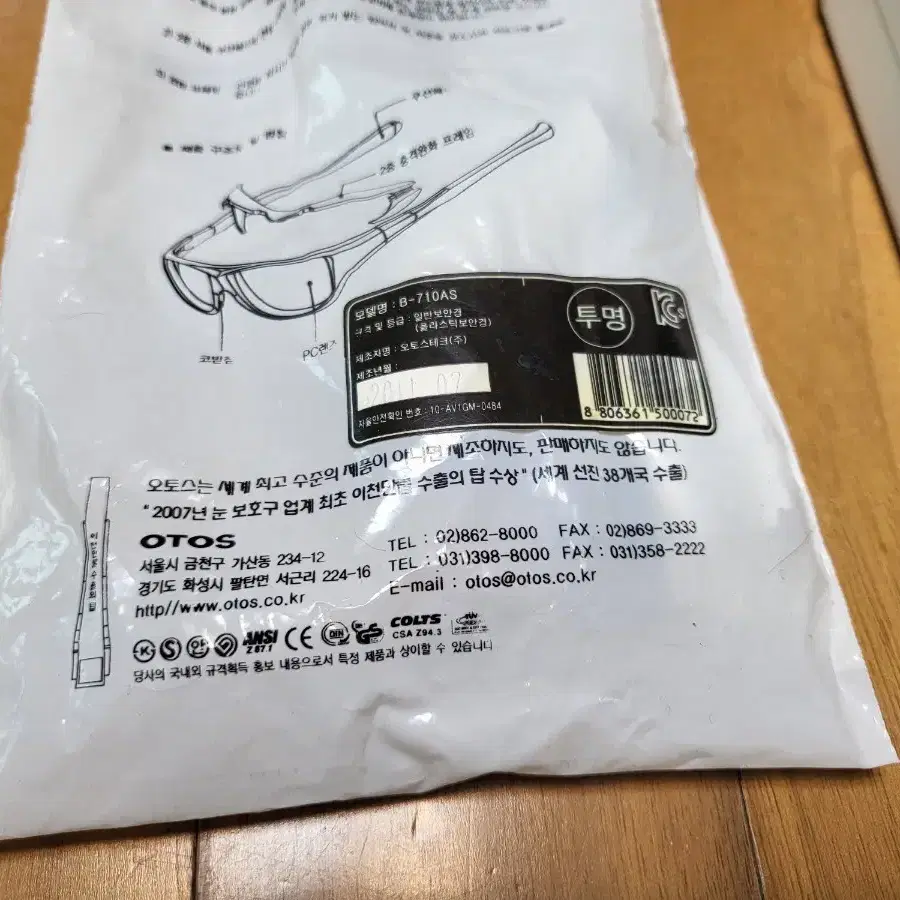 2중 충격완화 프레임
코받침
모델명 : B-710AS
규격 및 등급 : 일반보안경
(플라스틱보안경)
제조자명 : 오토스테크(주)
제조년월 :
2011 07
자율안전확인 번호 : 10-AV1GM-0484
투명
KCs
8 806361 500072
오토스는 세계 최고 수준의 제품이 아니면 제조하지도, 판매하지도 않습니다.
"2007년 눈 보호구 업계 최초 이천만불 수출의 탑 수상" (세계 선진 38개국 수출)
OTOS
서울시 금천구 가산동 234-12
경기도 화성시 팔탄면 서근리 224-16
http//www.otos.co.kr
TEL : 02)862-8000 FAX : 02)869-3333
TEL : 031)398-8000 FAX : 031)358-2222
E-mail : otos@otos.co.kr
ANSI
Z 87.1
CE
DIN
GS
COLTS
CSA Z94.3
당사의 국내외 규격획득 홍보 내용으로서 특정 제품과 상이할 수 있습니다